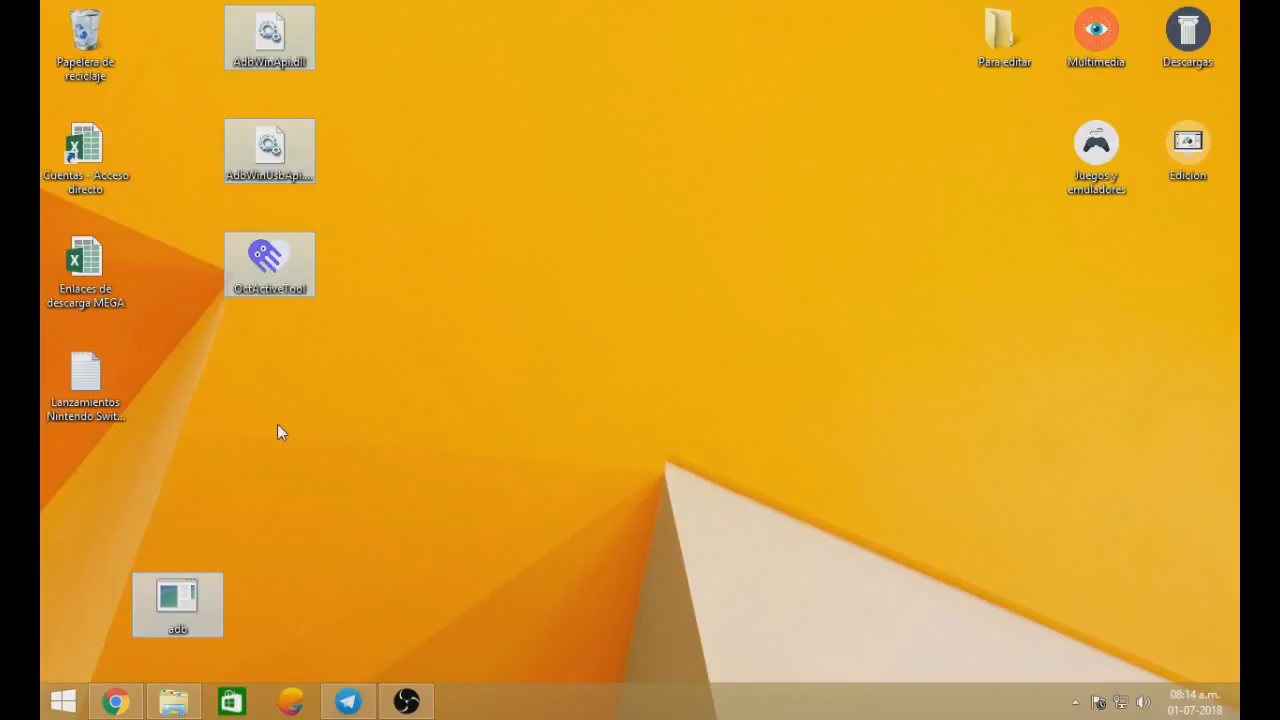 Papelera de
reciclaje
AdbWinApi.dll
Para editar
Multimedia
Descargas
Cuentas - Acceso
directo
AdbWinUsbApi...
Juegos y
emuladores
Edicion
Enlaces de
descarga MEGA
OctActiveTool
Lanzamientos
Nintendo Swit...
adb
08:14 a.m.
01-07-2018